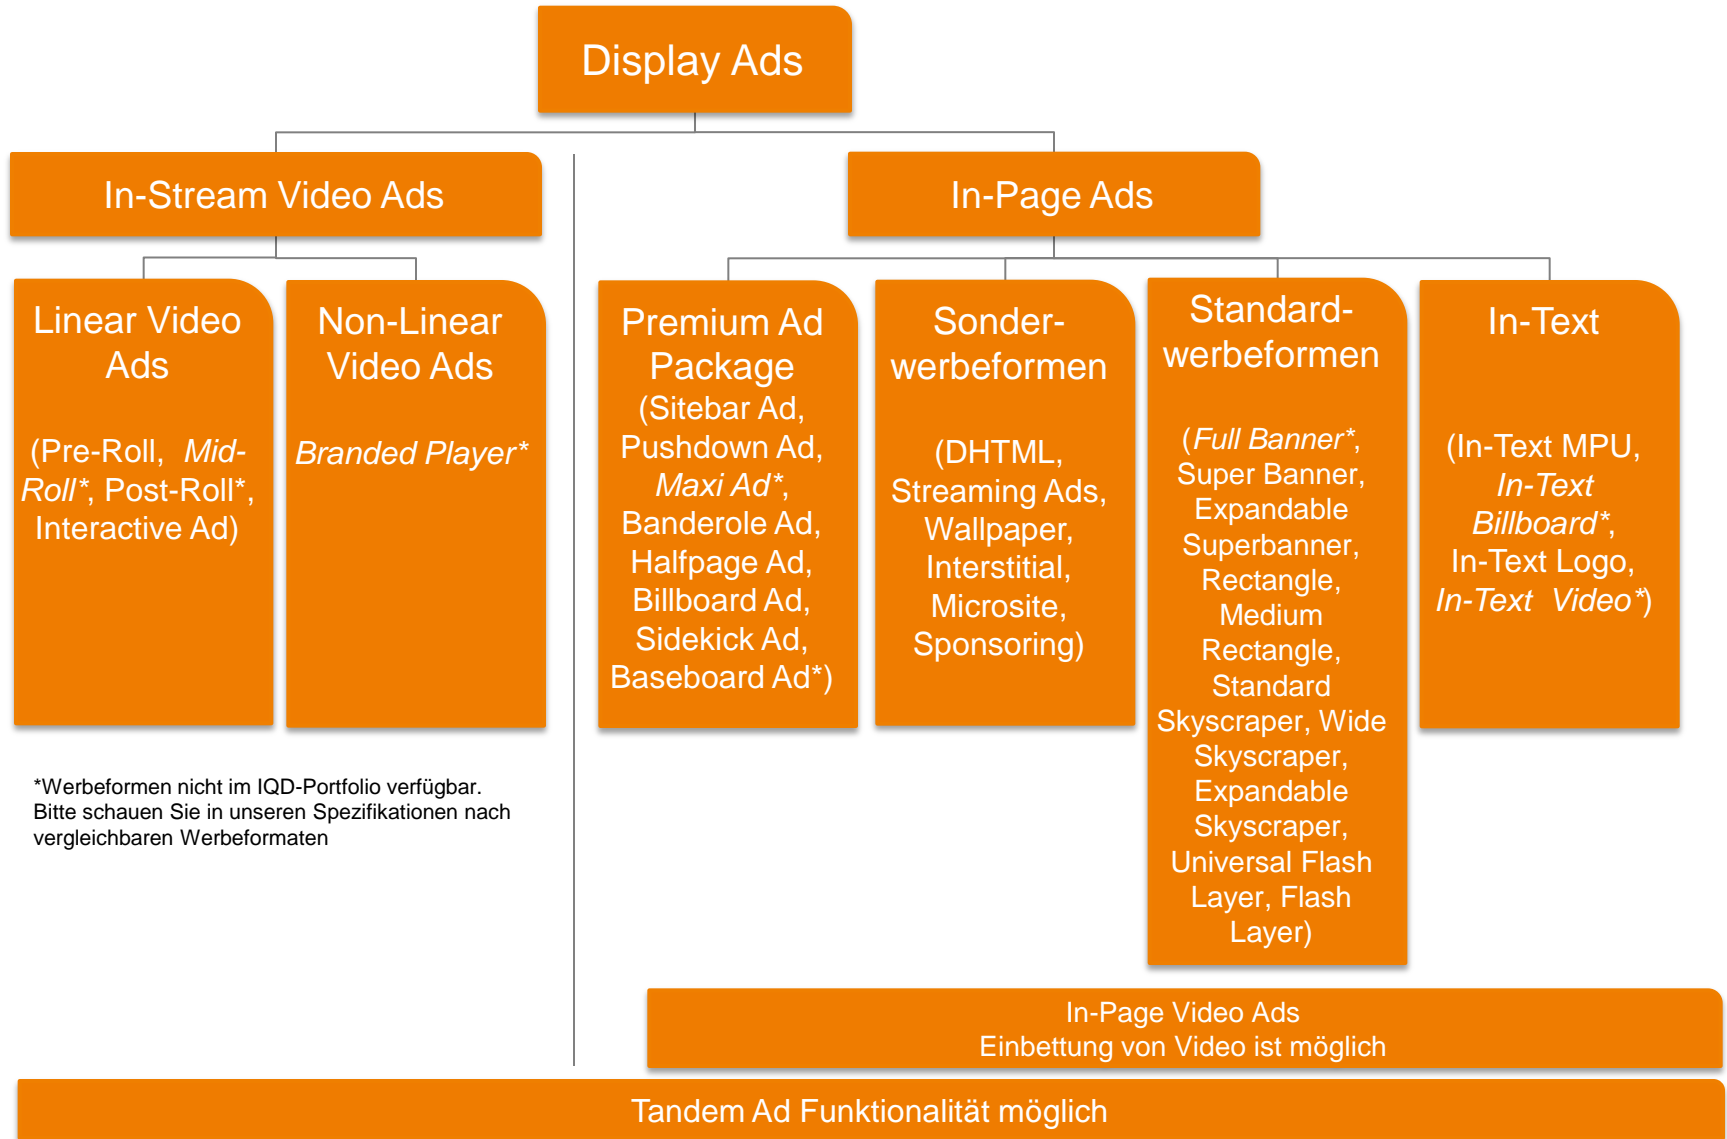 Display Ads
In-Stream Video Ads
In-Page Ads
Linear Video
Ads
(Pre-Roll, Mid-
Roll*, Post-Roll*,
Interactive Ad)
Non-Linear
Video Ads
Branded Player*
Premium Ad
Package
(Sitebar Ad,
Pushdown Ad,
Maxi Ad*,
Banderole Ad,
Halfpage Ad,
Billboard Ad,
Sidekick Ad,
Baseboard Ad*)
Sonder-
werbeformen
(DHTML,
Streaming Ads,
Wallpaper,
Interstitial,
Microsite,
Sponsoring)
Standard-
werbeformen
(Full Banner*,
Super Banner,
Expandable
Superbanner,
Rectangle,
Medium
Rectangle,
Standard
Skyscraper, Wide
Skyscraper,
Expandable
Skyscraper,
Universal Flash
Layer, Flash
Layer)
In-Text
(In-Text MPU,
In-Text
Billboard*,
In-Text Logo,
In-Text Video*)
*Werbeformen nicht im IQD-Portfolio verfügbar.
Bitte schauen Sie in unseren Spezifikationen nach
vergleichbaren Werbeformaten
In-Page Video Ads
Einbettung von Video ist möglich
Tandem Ad Funktionalität möglich